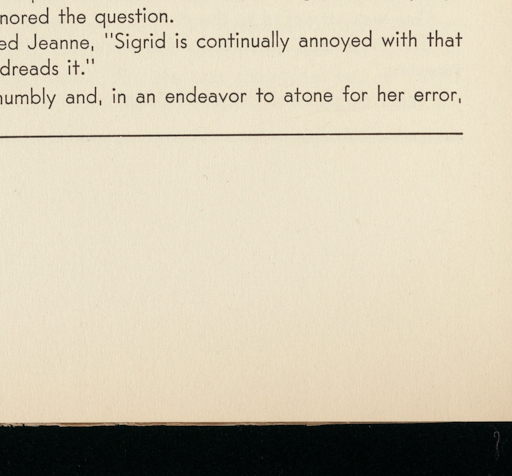 nored the question.
ed Jeanne, "Sigrid is continually annoyed with that
dreads it."
numbly and, in an endeavor to atone for her error,